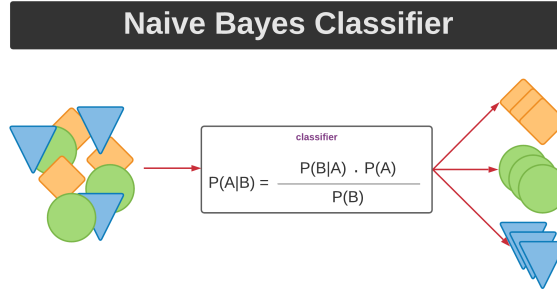 Naive Bayes Classifier
classifier
P(B|A) . P(A)
P(A|B) =
P(B)